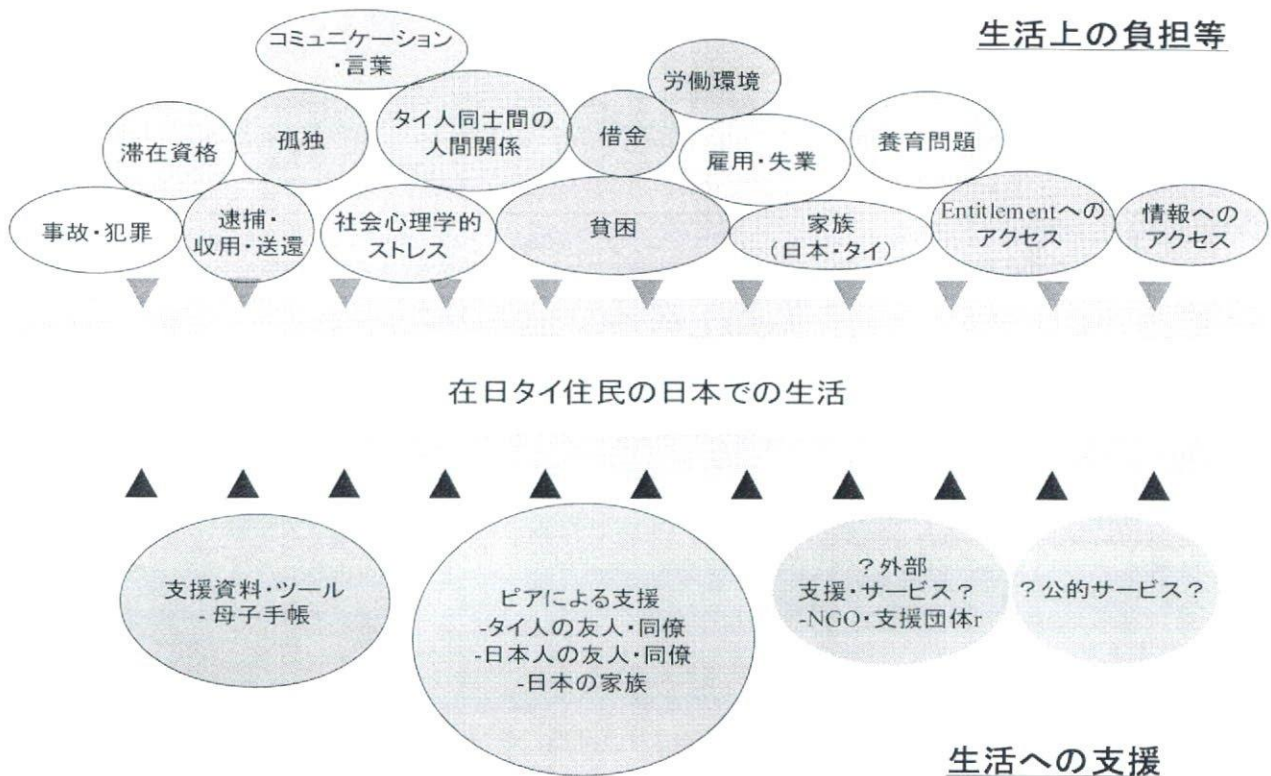 生活上の負担等
コミュニケーション
・言葉
労働環境
滞在資格
孤独
タイ人同士間の
人間関係
借金
雇用・失業
養育問題
事故・犯罪
逮捕・
収用・送還
社会心理学的
ストレス
貧困
家族
(日本・タイ)
Entitlementへの
アクセス
情報への
アクセス
在日タイ住民の日本での生活
支援資料・ツール
- 母子手帳
ピアによる支援
-タイ人の友人・同僚
-日本人の友人・同僚
-日本の家族
?外部
支援・サービス?
-NGO・支援団体r
?公的サービス?
生活への支援